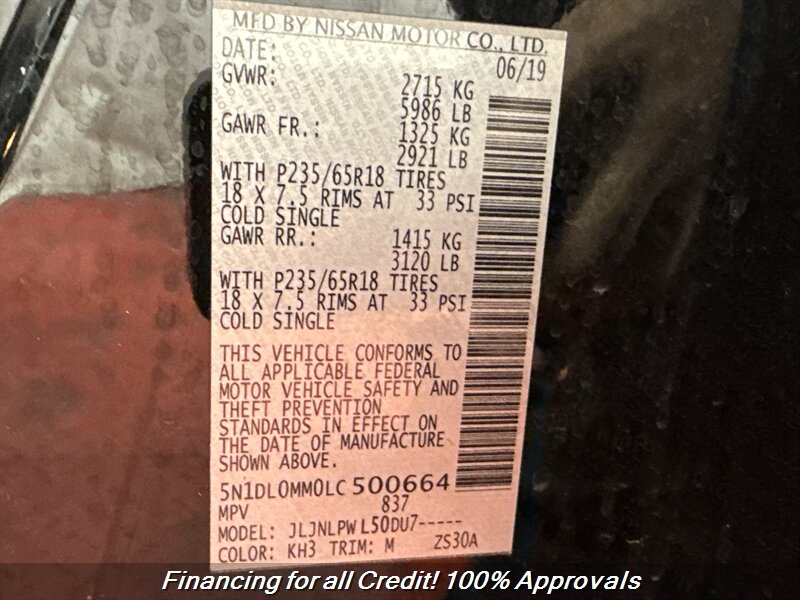 MFD BY NISSAN MOTOR CO., LTD.
DATE: 06/19
GVWR: 2715 KG
5986 LB
GAWR FR.: 1325 KG
2921 LB
WITH P235/65R18 TIRES
18 X 7.5 RIMS AT 33 PSI
COLD SINGLE
GAWR RR.: 1415 KG
3120 LB
WITH P235/65R18 TIRES
18 X 7.5 RIMS AT 33 PSI
COLD SINGLE
THIS VEHICLE CONFORMS TO
ALL APPLICABLE FEDERAL
MOTOR VEHICLE SAFETY AND
THEFT PREVENTION
STANDARDS IN EFFECT ON
THE DATE OF MANUFACTURE
SHOWN ABOVE.
5N1DL0MM0LC500664
MPV 837
MODEL: JLJNLPWL50DU7-----
COLOR: KH3 TRIM: M ZS30A
Financing for all Credit! 100% Approvals